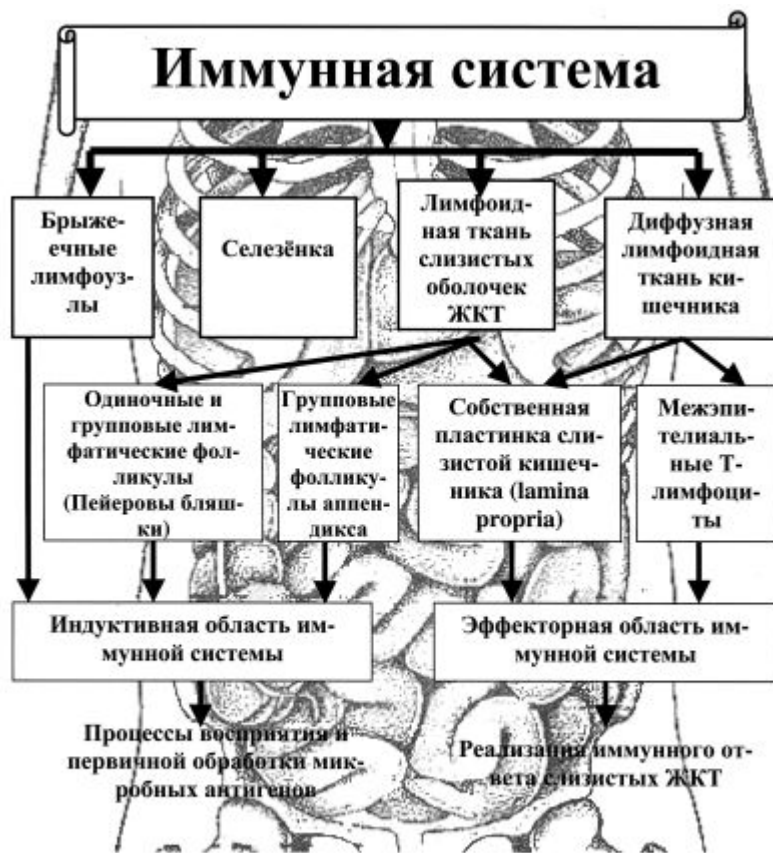 Иммунная система
Брыже-
ечные
лимфоуз-
лы
Селезёнка
Лимфоид-
ная ткань
слизистых
оболочек
ЖКТ
Диффузная
лимфоидная
ткань ки-
шечника
Одиночные и
групповые лим-
фатические фол-
ликулы
(Пейеровы бляш-
ки)
Групповые
лимфати-
ческие
фоллику-
лы аппен-
дикса
Собственная
пластинка сли-
зистой кишеч-
ника (lamina
propria)
Межэпи-
телиаль-
ные Т-
лимфоци-
ты
Индуктивная область им-
мунной системы
Эффекторная область им-
мунной системы
Процессы восприятия и
первичной обработки мик-
робных антигенов
Реализация иммунного от-
вета слизистых ЖКТ